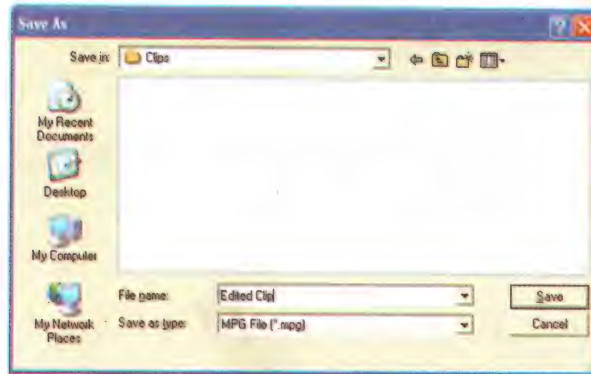 Save As
Save in: Clips
My Recent
Documents
Desktop
My Computer
My Network
Places
File name: Edited Clip Save
Save as type: MPG File (*.mpg) Cancel